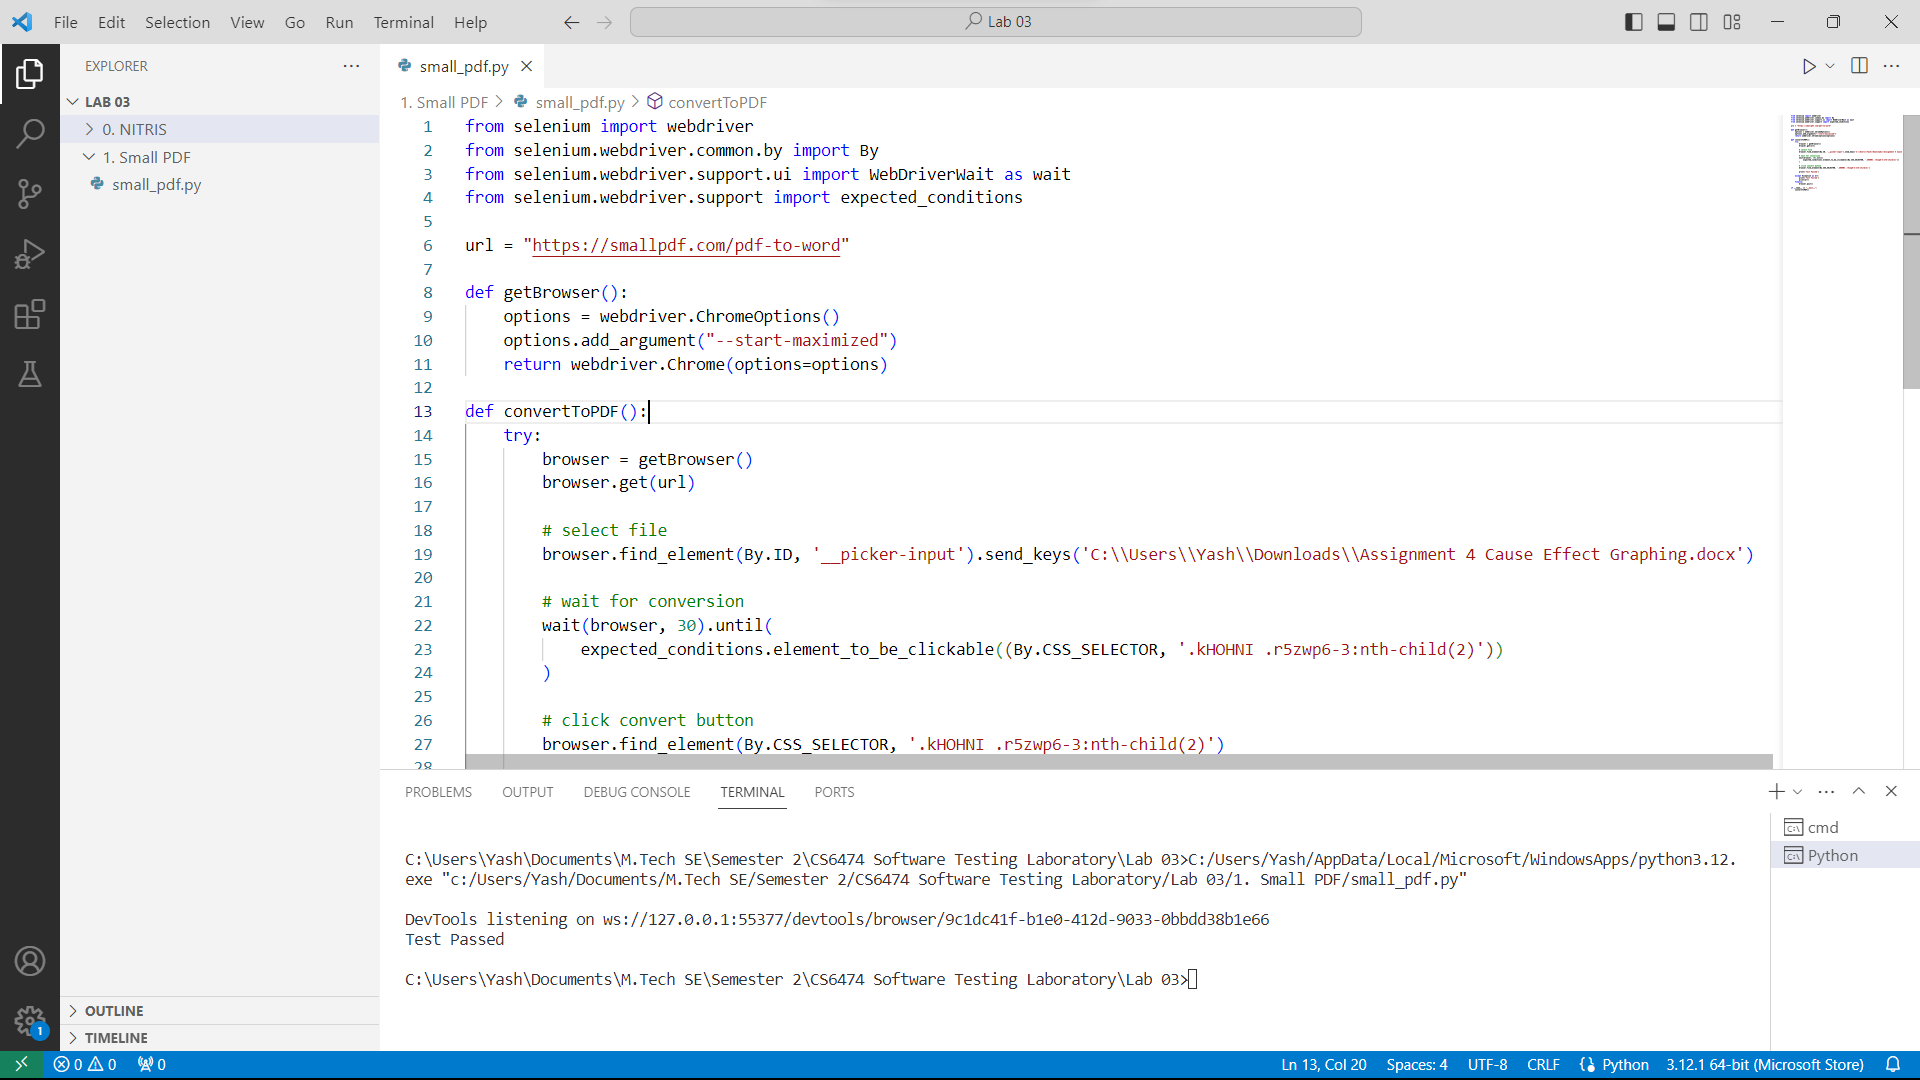 File Edit Selection View Go Run Terminal Help
Lab 03
EXPLORER
LAB 03
0. NITRIS
1. Small PDF
small_pdf.py
OUTLINE
TIMELINE
small_pdf.py
1. Small PDF small_pdf.py convertToPDF
1 from selenium import webdriver
2 from selenium.webdriver.common.by import By
3 from selenium.webdriver.support.ui import WebDriverWait as wait
4 from selenium.webdriver.support import expected_conditions
5
6 url = "https://smallpdf.com/pdf-to-word"
7
8 def getBrowser():
9     options = webdriver.ChromeOptions()
10     options.add_argument("--start-maximized")
11     return webdriver.Chrome(options=options)
12
13 def convertToPDF():
14     try:
15         browser = getBrowser()
16         browser.get(url)
17
18         # select file
19         browser.find_element(By.ID, '__picker-input').send_keys('C:\\Users\\Yash\\Downloads\\Assignment 4 Cause Effect Graphing.docx')
20
21         # wait for conversion
22         wait(browser, 30).until(
23             expected_conditions.element_to_be_clickable((By.CSS_SELECTOR, '.kHOHNI .r5zwp6-3:nth-child(2)'))
24         )
25
26         # click convert button
27         browser.find_element(By.CSS_SELECTOR, '.kHOHNI .r5zwp6-3:nth-child(2)')
28
PROBLEMS OUTPUT DEBUG CONSOLE TERMINAL PORTS
C:\Users\Yash\Documents\M.Tech SE\Semester 2\CS6474 Software Testing Laboratory\Lab 03>C:/Users/Yash/AppData/Local/Microsoft/WindowsApps/python3.12.
exe "c:/Users/Yash/Documents/M.Tech SE/Semester 2/CS6474 Software Testing Laboratory/Lab 03/1. Small PDF/small_pdf.py"
DevTools listening on ws://127.0.0.1:55377/devtools/browser/9c1dc41f-b1e0-412d-9033-0bbdd38b1e66
Test Passed
C:\Users\Yash\Documents\M.Tech SE\Semester 2\CS6474 Software Testing Laboratory\Lab 03>
cmd
Python
1
0 0 0
Ln 13, Col 20 Spaces: 4 UTF-8 CRLF Python 3.12.1 64-bit (Microsoft Store)